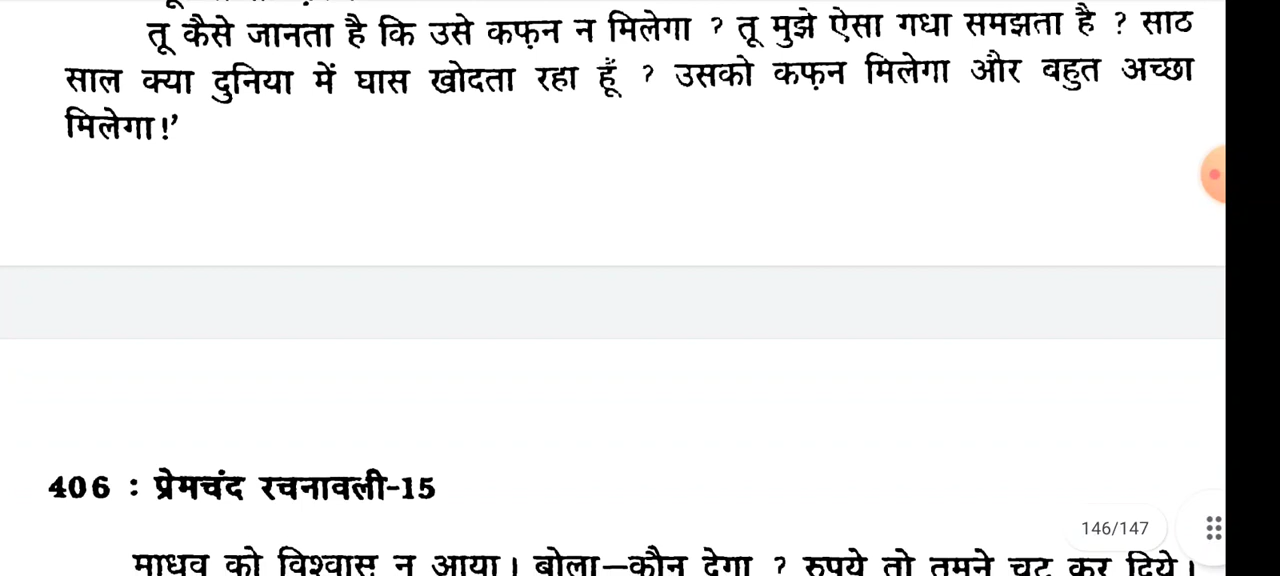 तू कैसे जानता है कि उसे कफ़न न मिलेगा ? तू मुझे ऐसा गधा समझता है ? साठ
साल क्या दुनिया में घास खोदता रहा हूँ ? उसको कफ़न मिलेगा और बहुत अच्छा
मिलेगा!’
406 : प्रेमचंद रचनावली-15
146/147
माधव को विश्वास न आया। बोला—कौन देगा ? रुपये तो तुमने चट कर दिये।